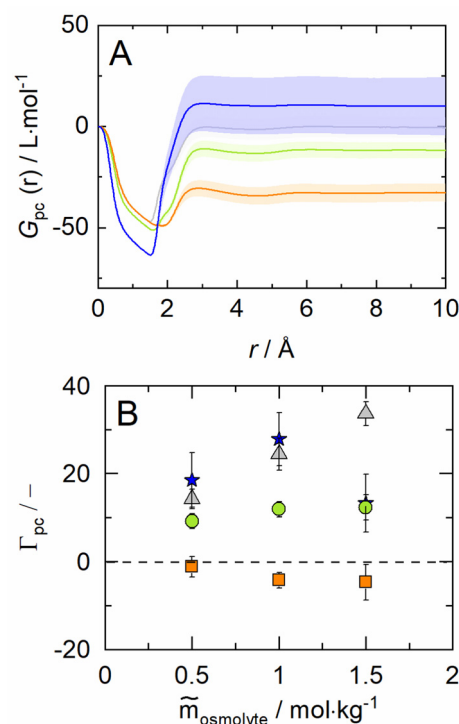 A
50
0
-50
G_pc (r) / L·mol⁻¹
0 2 4 6 8 10
r / Å
B
40
20
0
-20
Γ_pc / –
0 0.5 1 1.5 2
m̃_osmolyte / mol·kg⁻¹